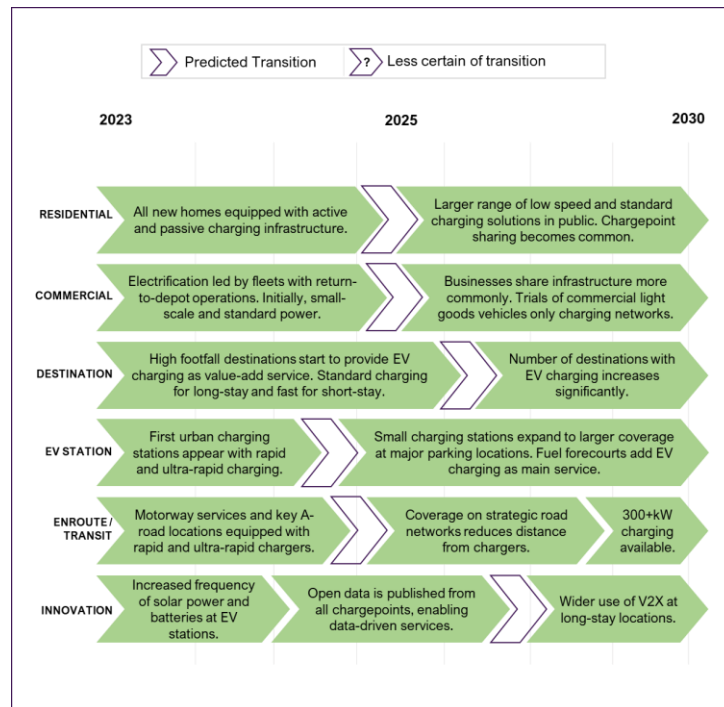 Predicted Transition
? Less certain of transition
2023 2025 2030
RESIDENTIAL
All new homes equipped with active
and passive charging infrastructure.
Larger range of low speed and standard
charging solutions in public. Chargepoint
sharing becomes common.
COMMERCIAL
Electrification led by fleets with return-
to-depot operations. Initially, small-
scale and standard power.
Businesses share infrastructure more
commonly. Trials of commercial light
goods vehicles only charging networks.
DESTINATION
High footfall destinations start to provide EV
charging as value-add service. Standard charging
for long-stay and fast for short-stay.
Number of destinations with
EV charging increases
significantly.
EV STATION
First urban charging
stations appear with rapid
and ultra-rapid charging.
Small charging stations expand to larger coverage
at major parking locations. Fuel forecourts add EV
charging as main service.
ENROUTE /
TRANSIT
Motorway services and key A-
road locations equipped with
rapid and ultra-rapid chargers.
Coverage on strategic road
networks reduces distance
from chargers.
300+kW
charging
available.
INNOVATION
Increased frequency
of solar power and
batteries at EV
stations.
Open data is published from
all chargepoints, enabling
data-driven services.
Wider use of V2X at
long-stay locations.